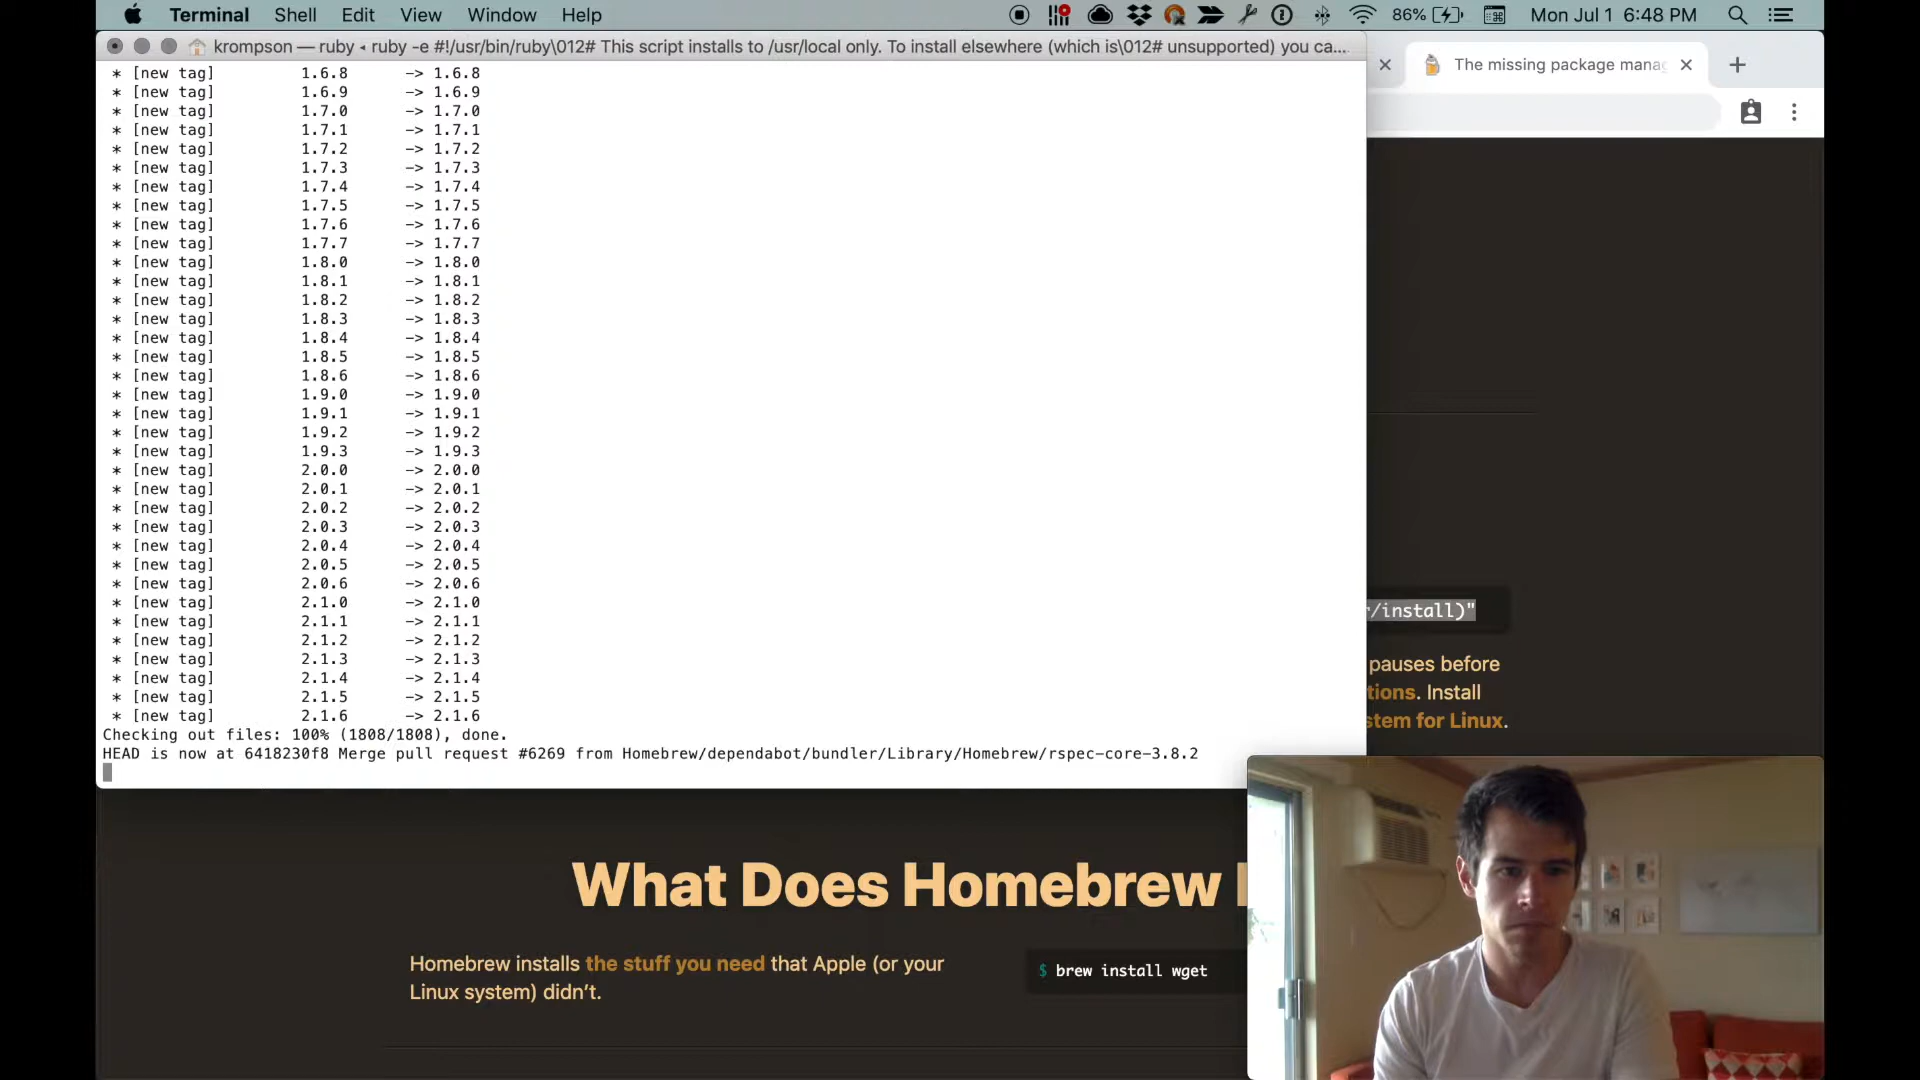 Terminal Shell Edit View Window Help 86% Mon Jul 1 6:48 PM
krompson — ruby ◂ ruby -e #!/usr/bin/ruby\012# This script installs to /usr/local only. To install elsewhere (which is\012# unsupported) you ca...
The missing package mana
* [new tag] 1.6.8 -> 1.6.8
* [new tag] 1.6.9 -> 1.6.9
* [new tag] 1.7.0 -> 1.7.0
* [new tag] 1.7.1 -> 1.7.1
* [new tag] 1.7.2 -> 1.7.2
* [new tag] 1.7.3 -> 1.7.3
* [new tag] 1.7.4 -> 1.7.4
* [new tag] 1.7.5 -> 1.7.5
* [new tag] 1.7.6 -> 1.7.6
* [new tag] 1.7.7 -> 1.7.7
* [new tag] 1.8.0 -> 1.8.0
* [new tag] 1.8.1 -> 1.8.1
* [new tag] 1.8.2 -> 1.8.2
* [new tag] 1.8.3 -> 1.8.3
* [new tag] 1.8.4 -> 1.8.4
* [new tag] 1.8.5 -> 1.8.5
* [new tag] 1.8.6 -> 1.8.6
* [new tag] 1.9.0 -> 1.9.0
* [new tag] 1.9.1 -> 1.9.1
* [new tag] 1.9.2 -> 1.9.2
* [new tag] 1.9.3 -> 1.9.3
* [new tag] 2.0.0 -> 2.0.0
* [new tag] 2.0.1 -> 2.0.1
* [new tag] 2.0.2 -> 2.0.2
* [new tag] 2.0.3 -> 2.0.3
* [new tag] 2.0.4 -> 2.0.4
* [new tag] 2.0.5 -> 2.0.5
* [new tag] 2.0.6 -> 2.0.6
* [new tag] 2.1.0 -> 2.1.0
* [new tag] 2.1.1 -> 2.1.1
* [new tag] 2.1.2 -> 2.1.2
* [new tag] 2.1.3 -> 2.1.3
* [new tag] 2.1.4 -> 2.1.4
* [new tag] 2.1.5 -> 2.1.5
* [new tag] 2.1.6 -> 2.1.6
Checking out files: 100% (1808/1808), done.
HEAD is now at 6418230f8 Merge pull request #6269 from Homebrew/dependabot/bundler/Library/Homebrew/rspec-core-3.8.2
/install)"
pauses before
tions. Install
stem for Linux.
What Does Homebrew
Homebrew installs the stuff you need that Apple (or your
Linux system) didn't.
$ brew install wget